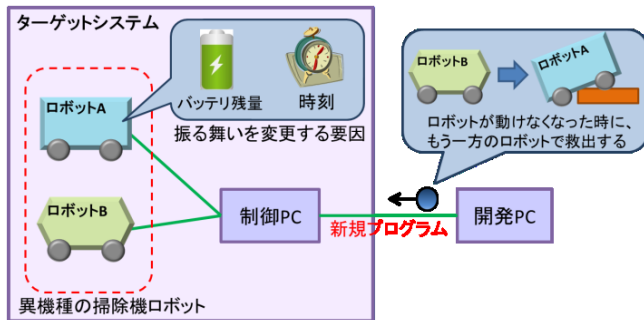 ターゲットシステム
ロボットA
バッテリ残量
時刻
振る舞いを変更する要因
ロボットB
異機種の掃除機ロボット
制御PC
新規プログラム
開発PC
ロボットB
ロボットA
ロボットが動けなくなった時に、
もう一方のロボットで救出する